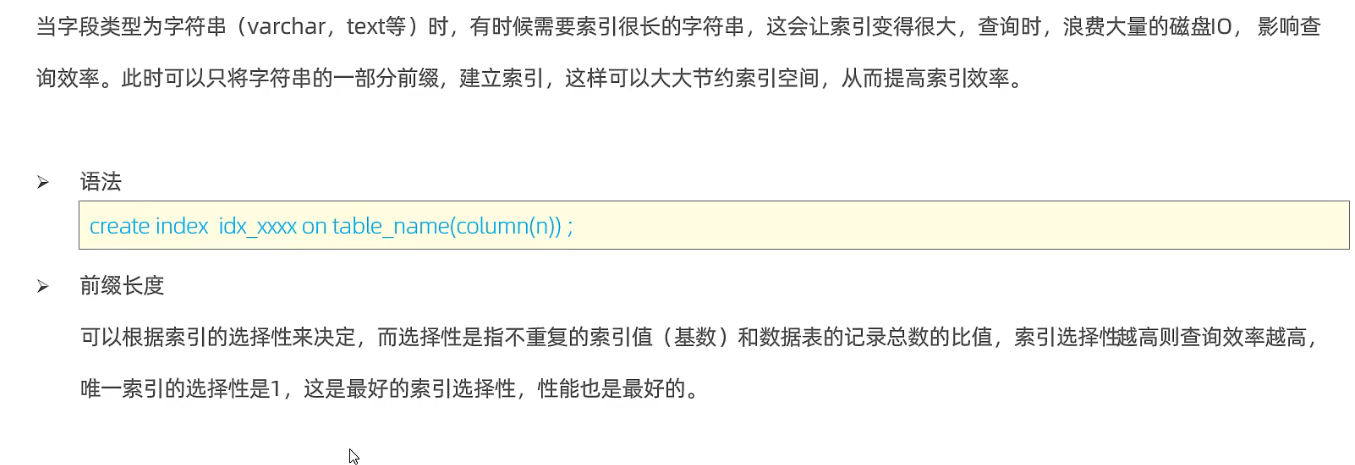 当字段类型为字符串（varchar，text等）时，有时候需要索引很长的字符串，这会让索引变得很大，查询时，浪费大量的磁盘IO， 影响查
询效率。此时可以只将字符串的一部分前缀，建立索引，这样可以大大节约索引空间，从而提高索引效率。
语法
create index  idx_xxxx on table_name(column(n)) ;
前缀长度
可以根据索引的选择性来决定，而选择性是指不重复的索引值（基数）和数据表的记录总数的比值，索引选择性越高则查询效率越高，
唯一索引的选择性是1，这是最好的索引选择性，性能也是最好的。